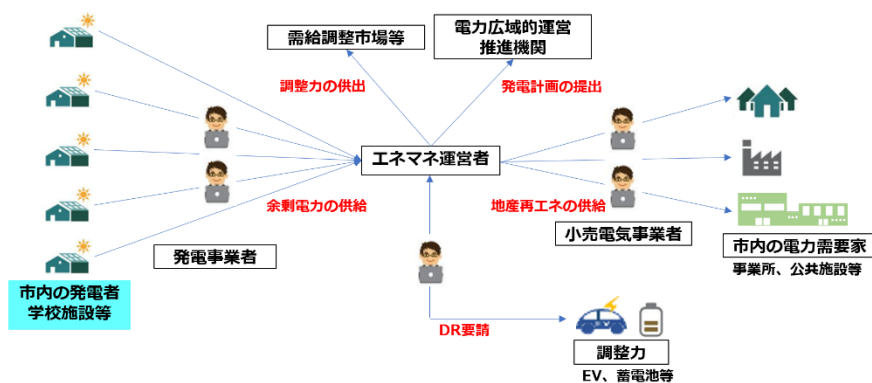 需給調整市場等
電力広域的運営
推進機関
調整力の供出
発電計画の提出
エネマネ運営者
余剰電力の供給
地産再エネの供給
発電事業者
小売電気事業者
市内の電力需要家
事業所、公共施設等
市内の発電者
学校施設等
DR要請
調整力
EV、蓄電池等